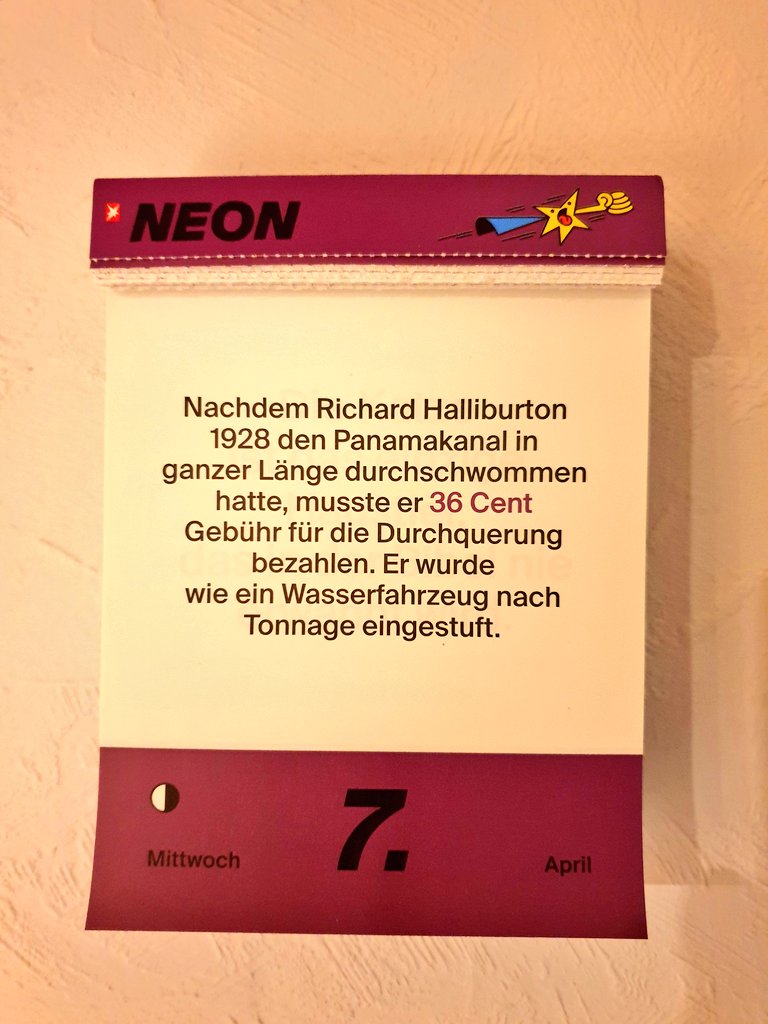 NEON
Nachdem Richard Halliburton
1928 den Panamakanal in
ganzer Länge durchschwommen
hatte, musste er 36 Cent
Gebühr für die Durchquerung
bezahlen. Er wurde
wie ein Wasserfahrzeug nach
Tonnage eingestuft.
7.
Mittwoch
April